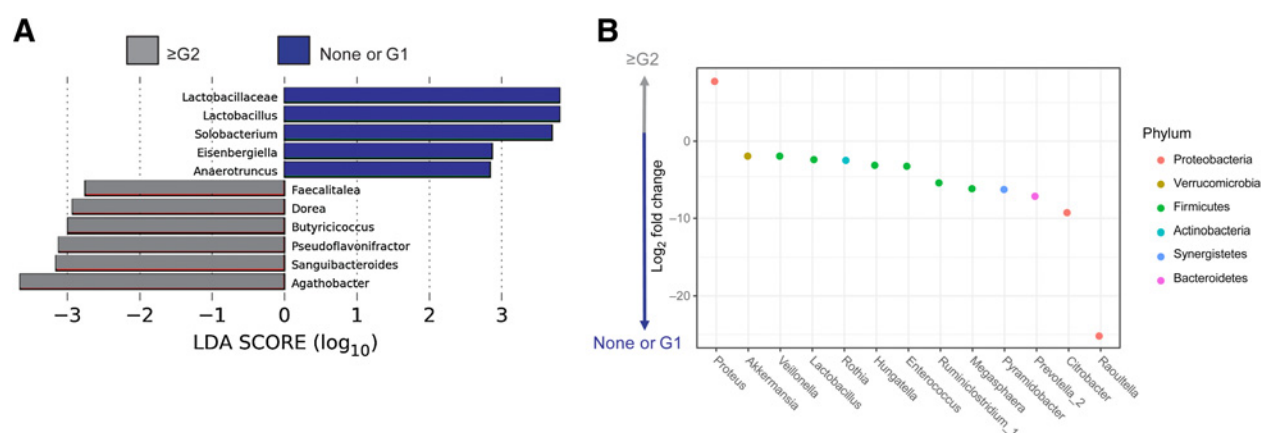 A
≥G2
None or G1
Lactobacillaceae
Lactobacillus
Solobacterium
Eisenbergiella
Anaerotruncus
Faecalitalea
Dorea
Butyricicoccus
Pseudoflavonifractor
Sanguibacteroides
Agathobacter
−3 −2 −1 0 1 2 3
LDA SCORE (log10)
B
≥G2
None or G1
Log2 fold change
0
−10
−20
Proteus
Akkermansia
Veillonella
Lactobacillus
Rothia
Hungatella
Enterococcus
Ruminiclostridium_1
Megasphaera
Pyramidobacter
Prevotella_2
Citrobacter
Raoultella
Phylum
Proteobacteria
Verrucomicrobia
Firmicutes
Actinobacteria
Synergistetes
Bacteroidetes